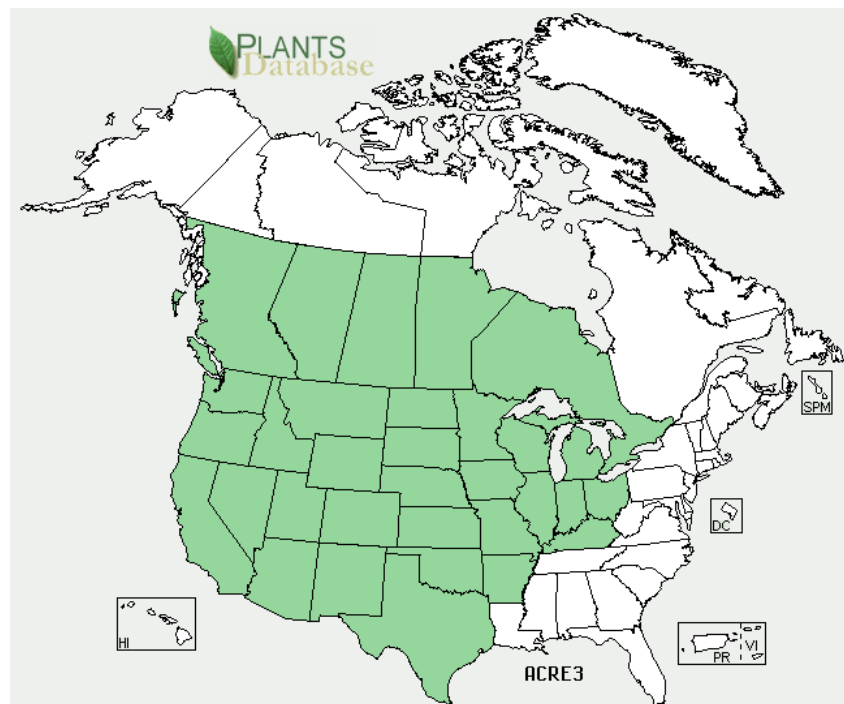 PLANTS
Database
SPM
DC
HI
PR
VI
ACRE3